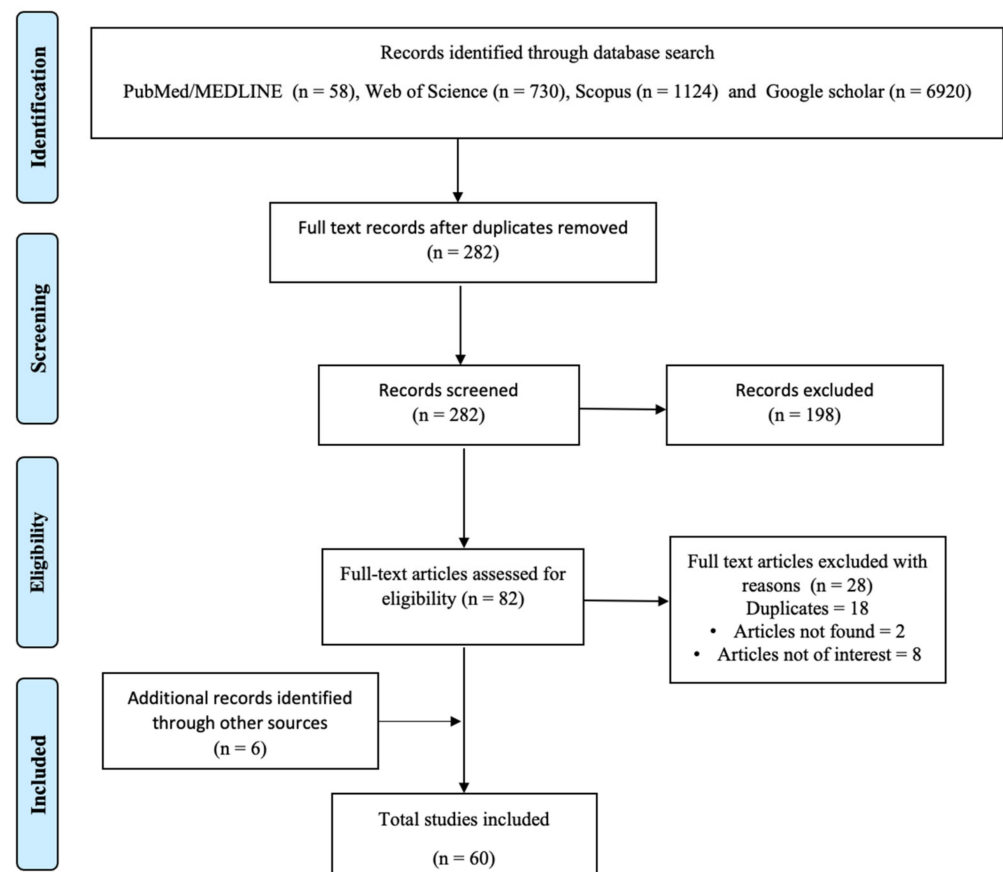 Identification
Records identified through database search
PubMed/MEDLINE (n = 58), Web of Science (n = 730), Scopus (n = 1124) and Google scholar (n = 6920)
Full text records after duplicates removed
(n = 282)
Screening
Records screened
(n = 282)
Records excluded
(n = 198)
Eligibility
Full-text articles assessed for
eligibility (n = 82)
Full text articles excluded with
reasons (n = 28)
Duplicates = 18
• Articles not found = 2
• Articles not of interest = 8
Included
Additional records identified
through other sources
(n = 6)
Total studies included
(n = 60)